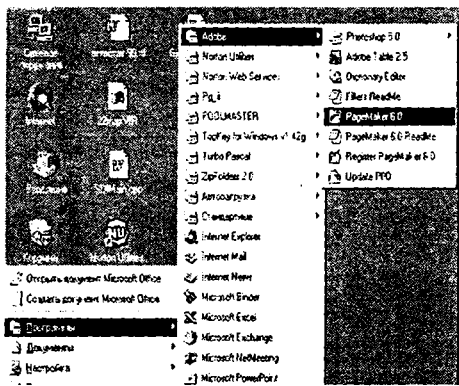 Internet
Norton Utilities
Открыть документ Microsoft Office
Создать документ Microsoft Office
Программы
Документы
Настройка
Adobe
Norton Utilities
Norton Web Services
POOLMASTER
TopKey for Windows v1.42g
Turbo Pascal
ZipFolders 2.0
Автозагрузка
Стандартные
Internet Explorer
Internet Mail
Internet News
Microsoft Binder
Microsoft Excel
Microsoft Exchange
Microsoft NetMeeting
Microsoft PowerPoint
Photoshop 5.0
Adobe Table 2.5
Dictionary Editor
Filters ReadMe
PageMaker 6.0
PageMaker 6.0 ReadMe
Register PageMaker 6.0
Update PPD